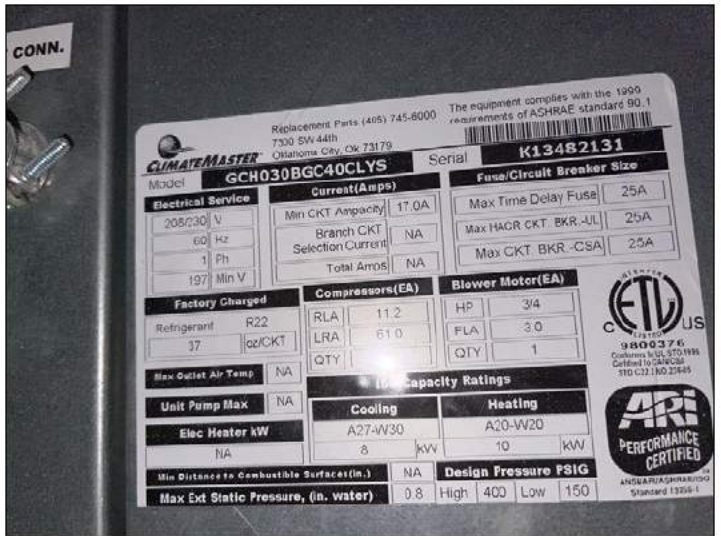 CONN.
Replacement Parts (405) 745-6000
7300 SW 44th
Oklahoma City, Ok 73179
The equipment complies with the 1999
requirements of ASHRAE standard 90.1
CLIMATEMASTER
Model GCH030BGC40CLYS Serial K13482131
Electrical Service
208/230 V
60 Hz
1 Ph
197 Min V
Current(Amps)
Min CKT Ampacity 17.0A
Branch CKT
Selection Current NA
Total Amps NA
Fuse/Circuit Breaker Size
Max Time Delay Fuse 25A
Max HACR CKT. BKR.-UL 25A
Max CKT. BKR.-CSA 25A
Factory Charged
Refrigerant R22
37 oz/CKT
Compressors(EA)
RLA 11.2
LRA 61.0
QTY
Blower Motor(EA)
HP 3/4
FLA 3.0
QTY 1
Max Outlet Air Temp NA
Unit Pump Max NA
Elec Heater kW
NA
Capacity Ratings
Cooling
A27-W30
8 kW
Heating
A20-W20
10 kW
Min Distance to Combustible Surfaces(in.) NA
Max Ext Static Pressure, (in. water) 0.8
Design Pressure PSIG
High 400 Low 150
ETL
C US
LISTED
9800376
ARI
PERFORMANCE
CERTIFIED
Standard 13256-1